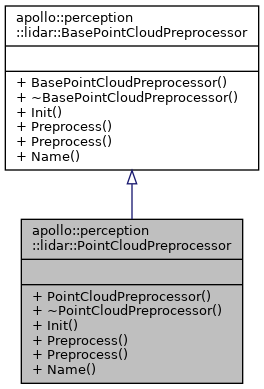 apollo::perception
::lidar::BasePointCloudPreprocessor
+ BasePointCloudPreprocessor()
+ ~BasePointCloudPreprocessor()
+ Init()
+ Preprocess()
+ Preprocess()
+ Name()
apollo::perception
::lidar::PointCloudPreprocessor
+ PointCloudPreprocessor()
+ ~PointCloudPreprocessor()
+ Init()
+ Preprocess()
+ Preprocess()
+ Name()